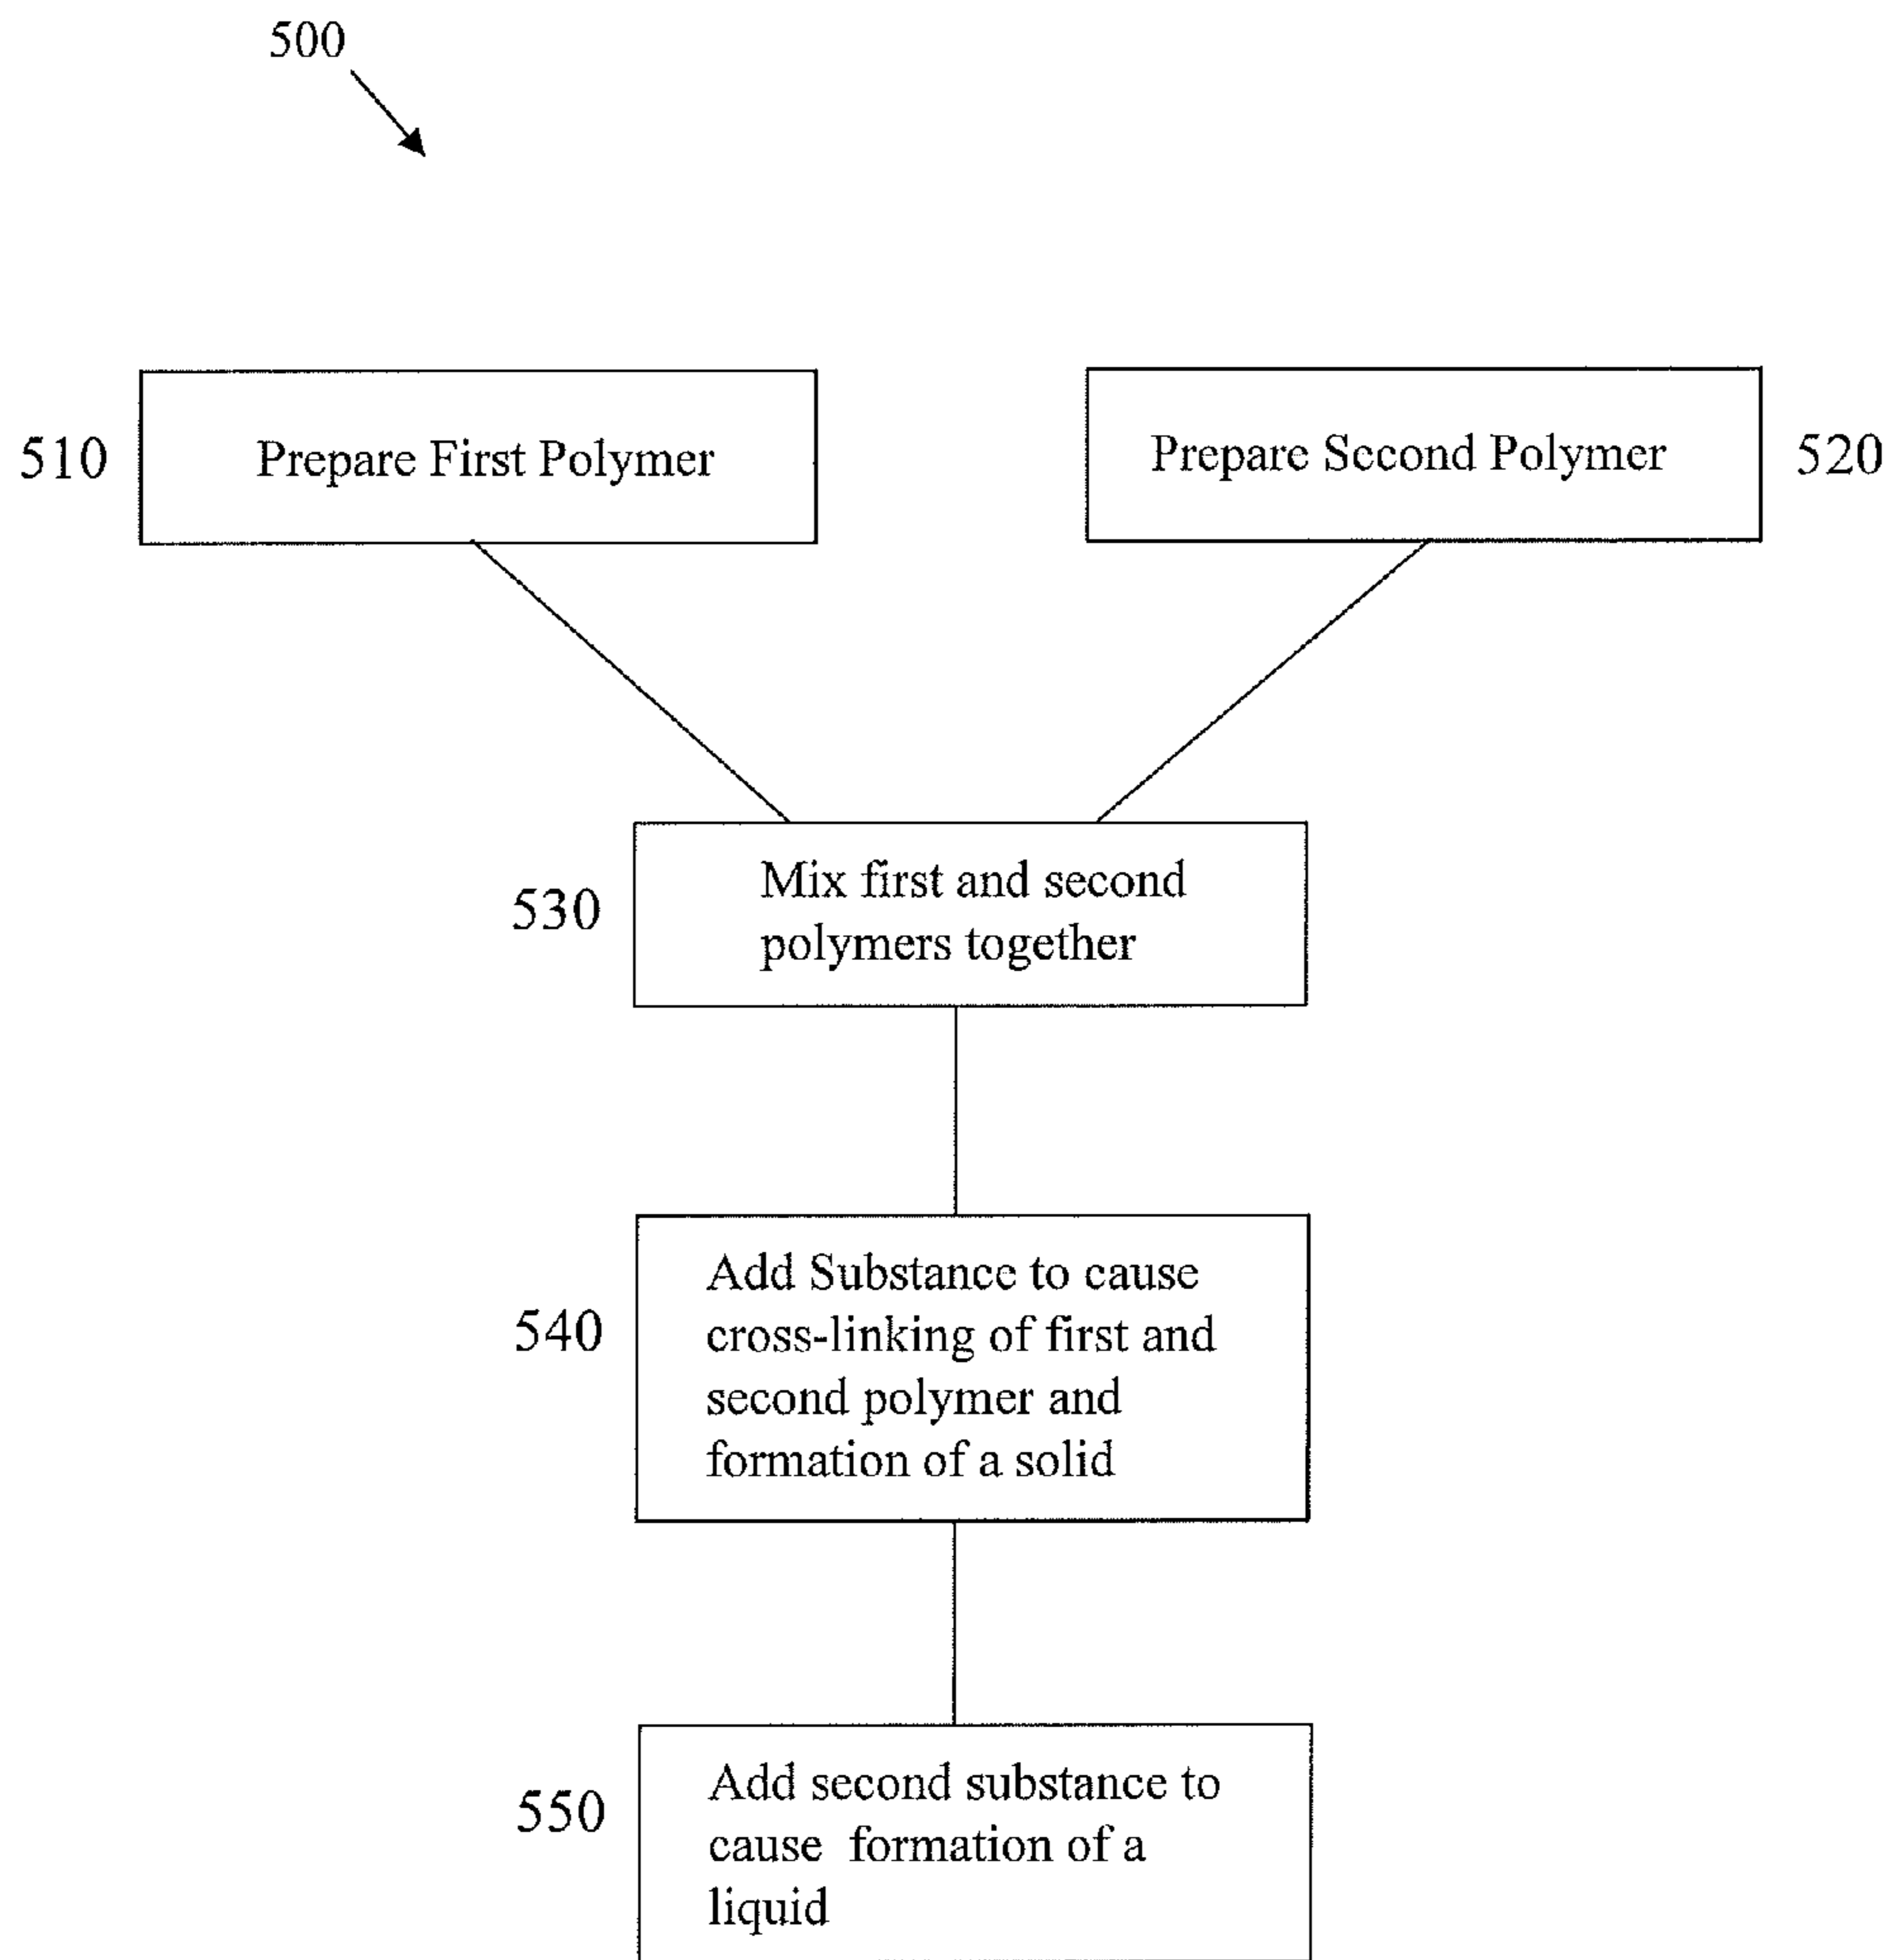 500
510
Prepare First Polymer
Prepare Second Polymer
520
530
Mix first and second
polymers together
540
Add Substance to cause
cross-linking of first and
second polymer and
formation of a solid
550
Add second substance to
cause formation of a
liquid